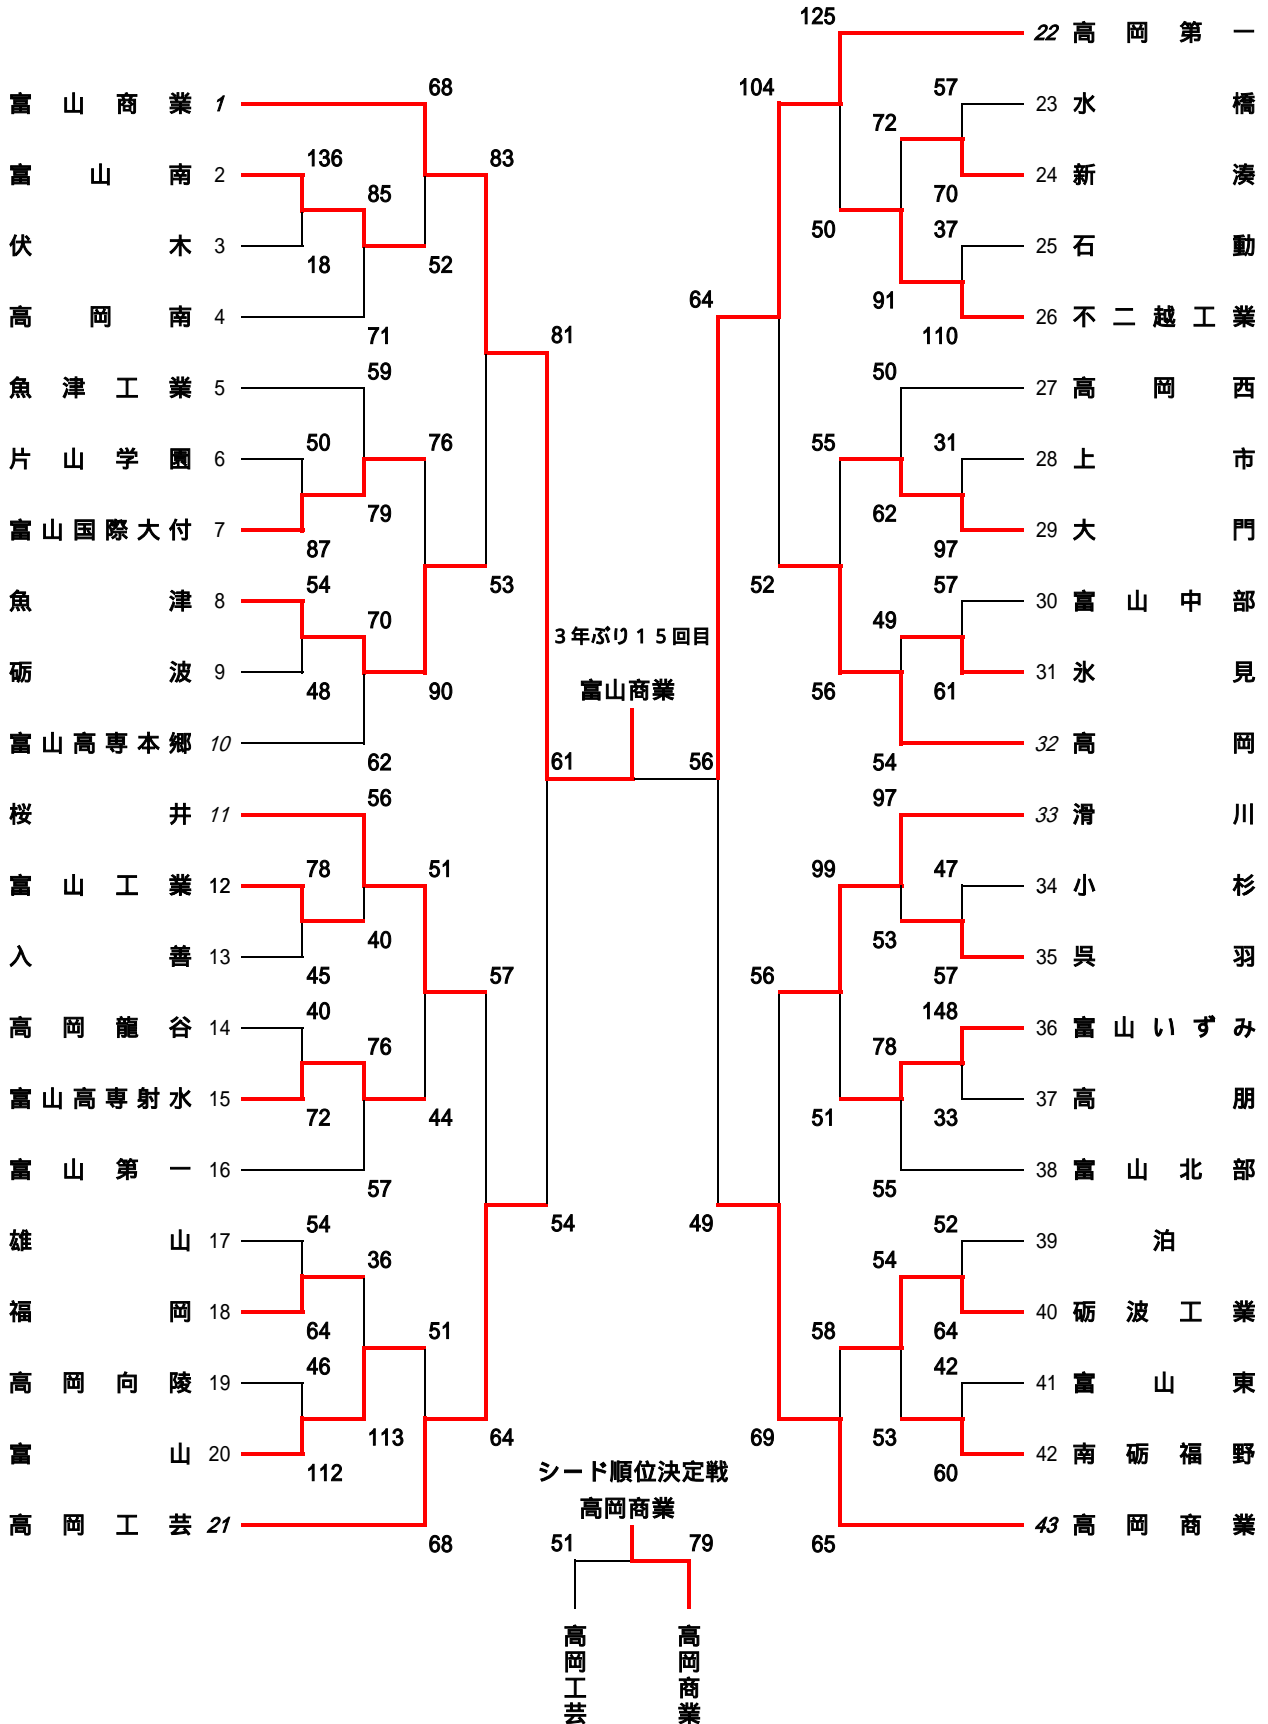 125
22 高岡第一
68
104
57
富山商業 1
23 水橋
72
136
83
富山南 2
85
24 新湊
70
50
37
伏木 3
18
52
25 石動
64
91
高岡南 4
26 不二越工業
71
81
110
59
50
魚津工業 5
27 高岡西
50
76
55
31
片山学園 6
28 上市
79
62
富山国際大付 7
29 大門
87
97
54
53
52
57
魚津 8
30 富山中部
70
3年ぶり15回目
49
砺波 9
31 氷見
48
90
富山商業
56
61
富山高専本郷 10
32 高岡
62
61
56
54
56
97
桜井 11
33 滑川
78
51
99
47
富山工業 12
34 小杉
40
53
入善 13
35 呉羽
45
57
56
57
40
148
高岡龍谷 14
36 富山いずみ
76
78
富山高専射水 15
37 高朋
72
44
51
33
富山第一 16
38 富山北部
57
55
54
54
49
52
雄山 17
39 泊
36
54
福岡 18
40 砺波工業
64
51
58
64
46
42
高岡向陵 19
41 富山東
113
64
69
53
富山 20
42 南砺福野
112
シード順位決定戦
60
高岡商業
高岡工芸 21
43 高岡商業
68
51
79
65
高岡工芸
高岡商業